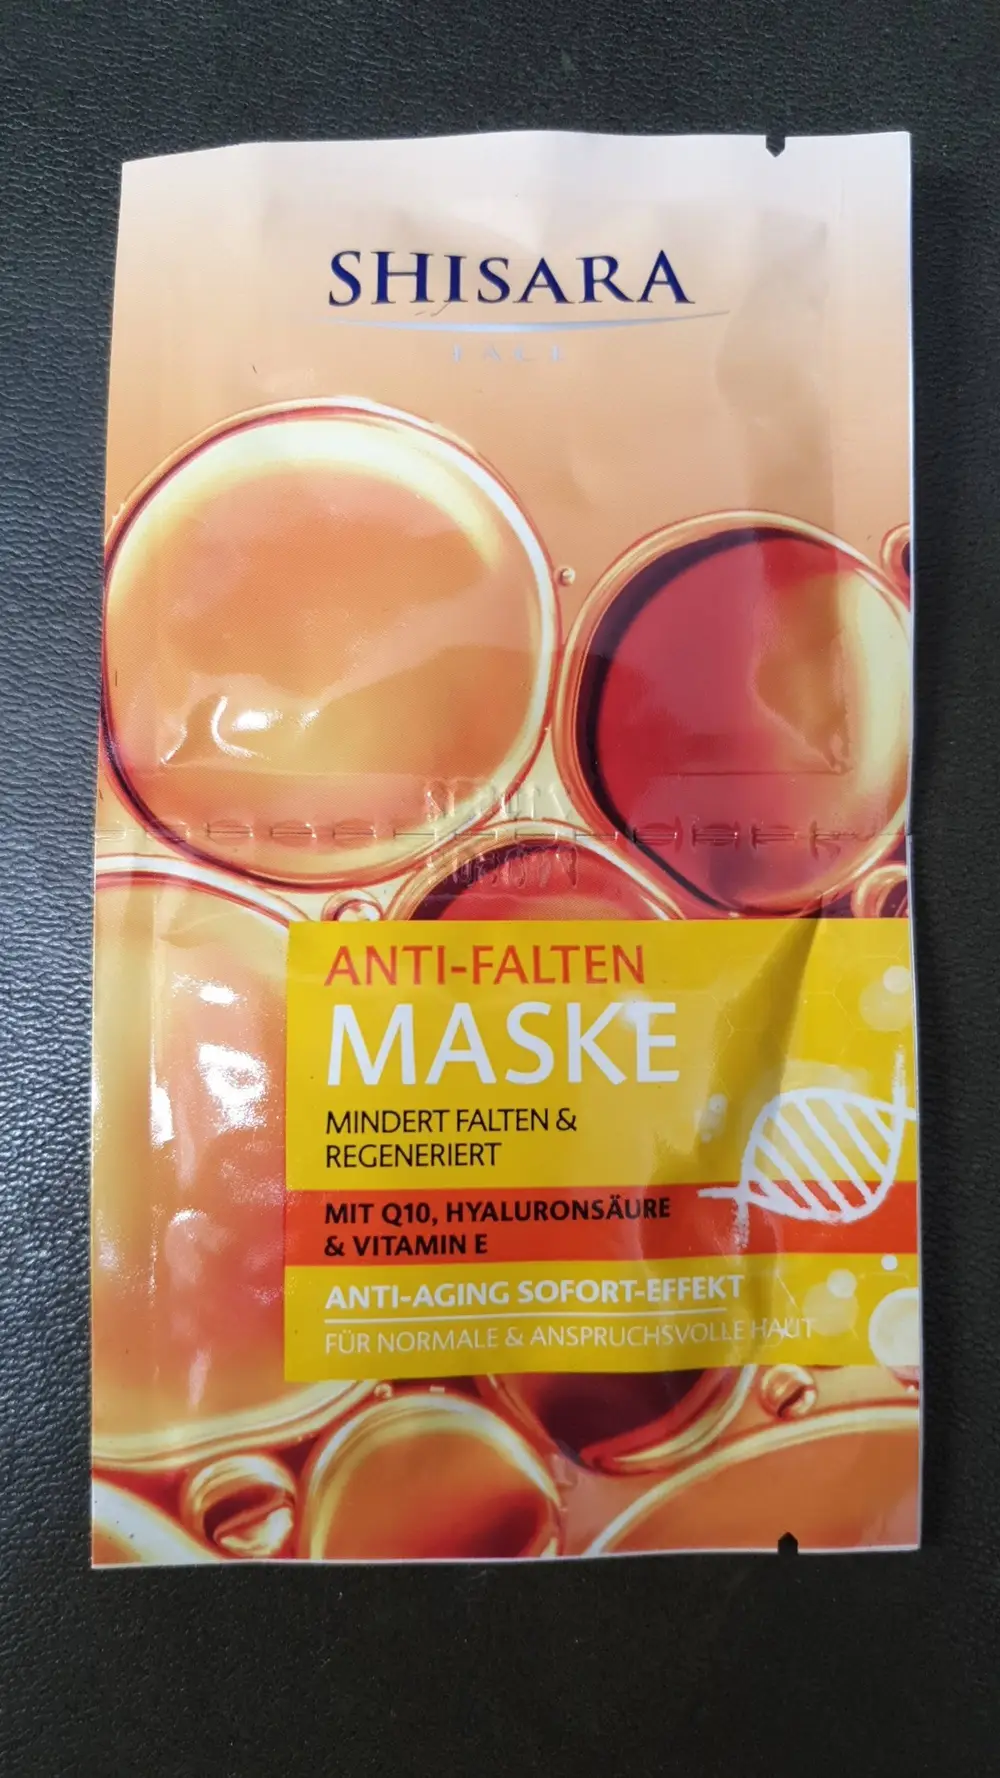 SHISARA
FACE
ANTI-FALTEN
MASKE
MINDERT FALTEN &
REGENERIERT
MIT Q10, HYALURONSÄURE
& VITAMIN E
ANTI-AGING SOFORT-EFFEKT
FÜR NORMALE & ANSPRUCHSVOLLE HAUT